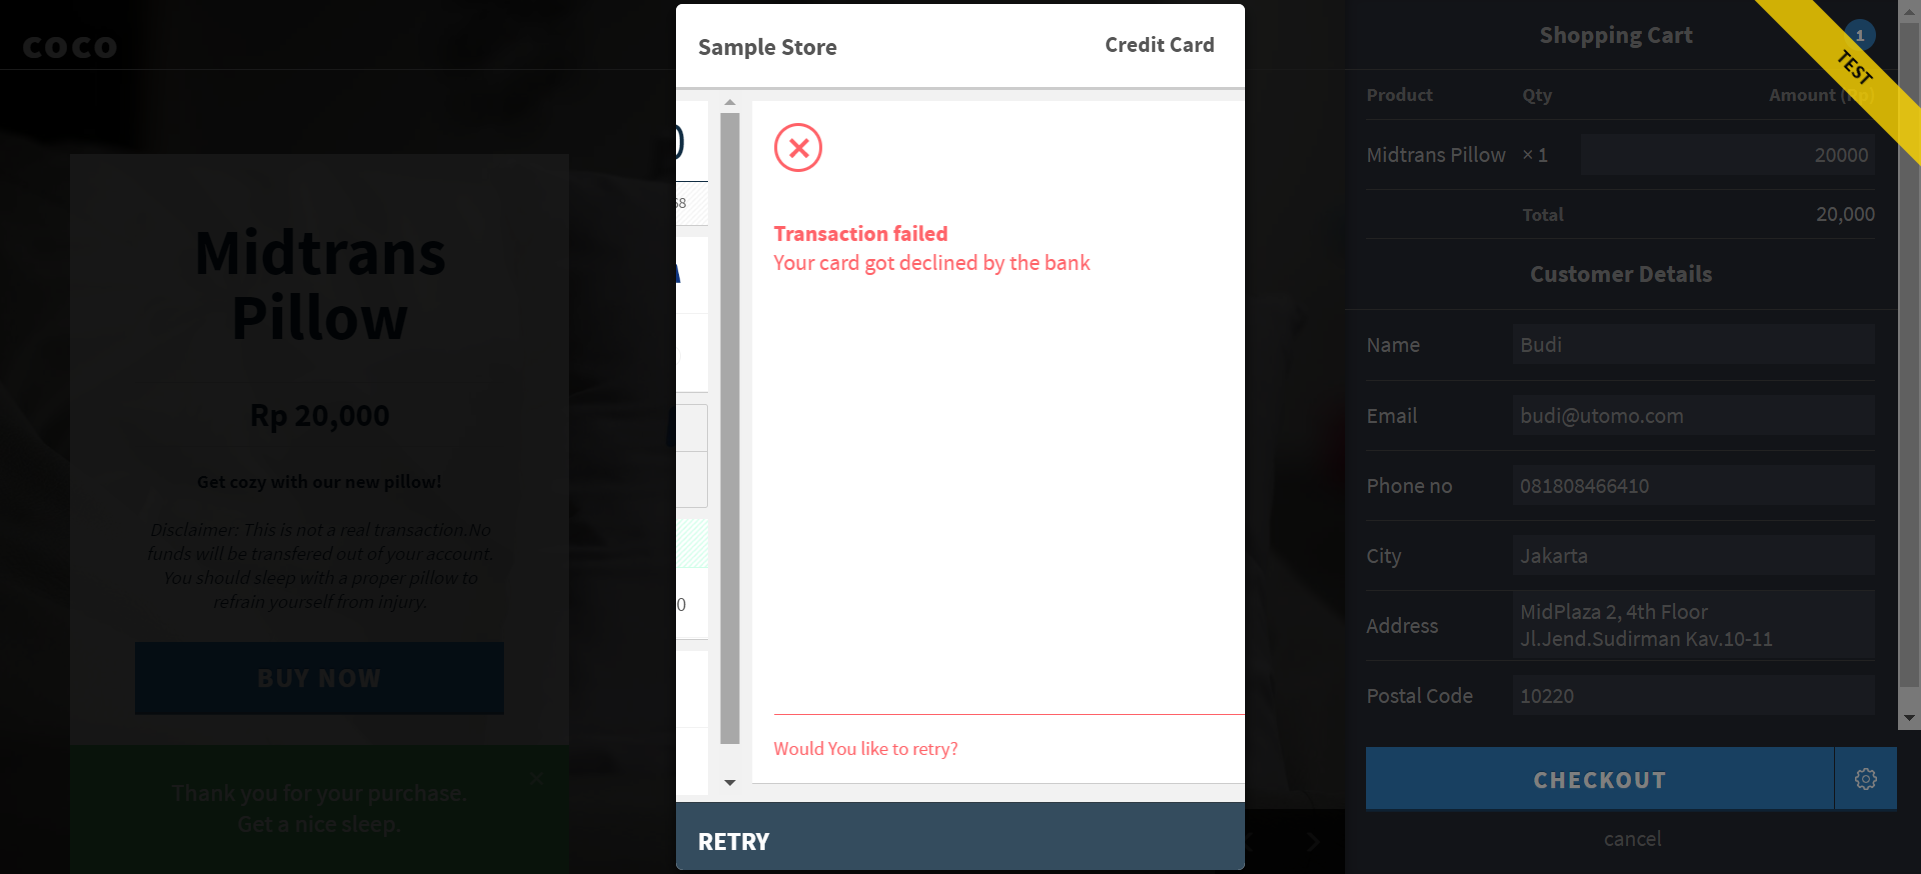 coco
Midtrans
Pillow
Rp 20,000
Get cozy with our new pillow!
Disclaimer: This is not a real transaction.No
funds will be transfered out of your account.
You should sleep with a proper pillow to
refrain yourself from injury.
BUY NOW
Thank you for your purchase.
Get a nice sleep.
Sample Store
Credit Card
58
0
Transaction failed
Your card got declined by the bank
Would You like to retry?
RETRY
Shopping Cart
1
TEST
Product Qty Amount (Rp)
Midtrans Pillow × 1 20000
Total 20,000
Customer Details
Name Budi
Email budi@utomo.com
Phone no 081808466410
City Jakarta
Address MidPlaza 2, 4th Floor
Jl.Jend.Sudirman Kav.10-11
Postal Code 10220
CHECKOUT
cancel